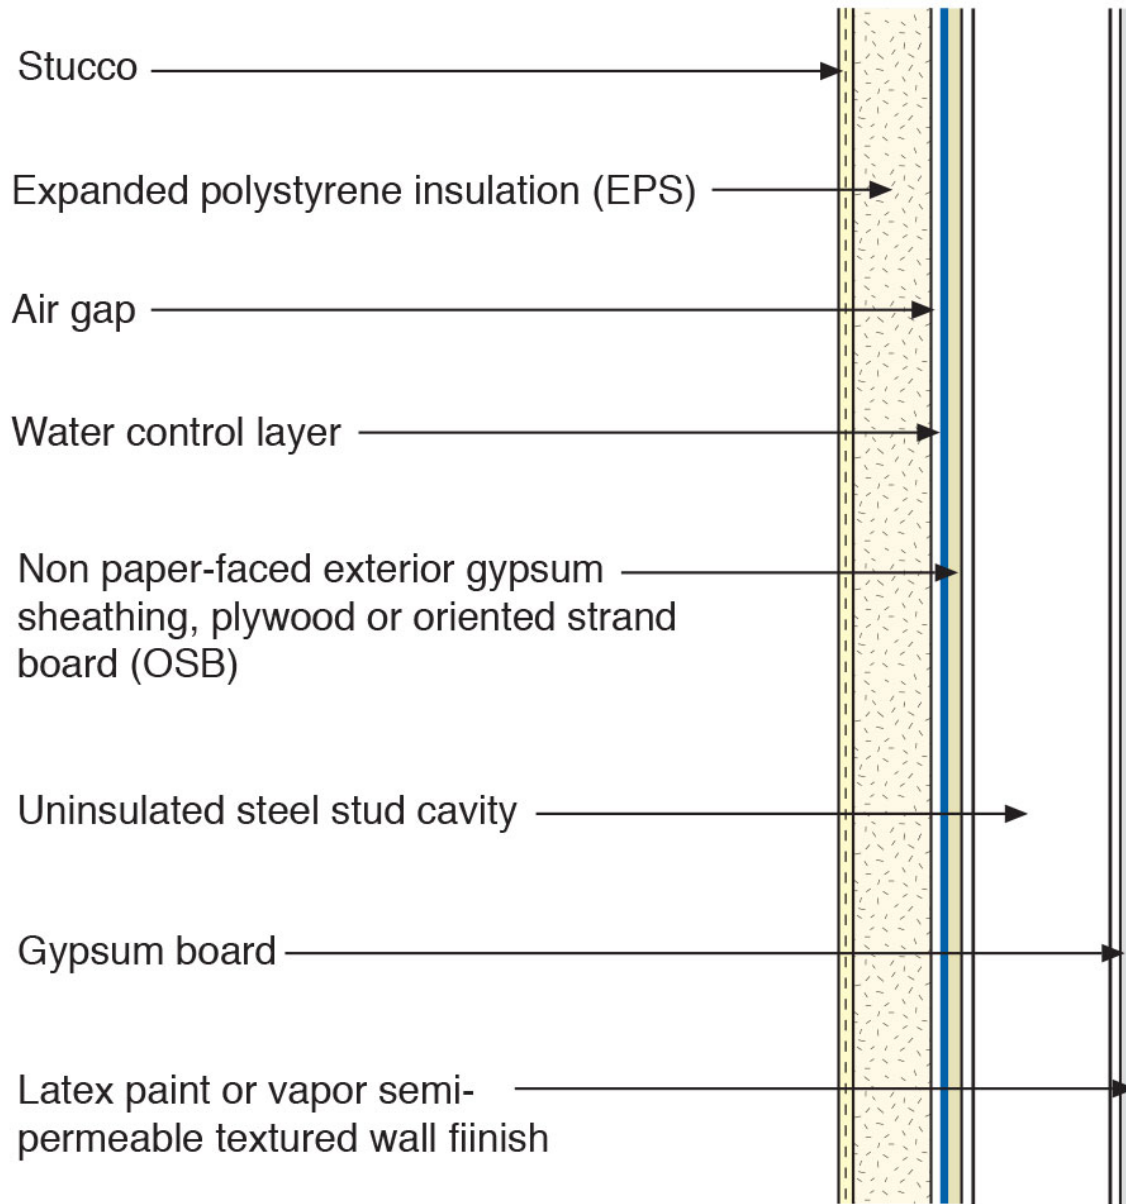 Stucco
Expanded polystyrene insulation (EPS)
Air gap
Water control layer
Non paper-faced exterior gypsum
sheathing, plywood or oriented strand
board (OSB)
Uninsulated steel stud cavity
Gypsum board
Latex paint or vapor semi-
permeable textured wall fiinish